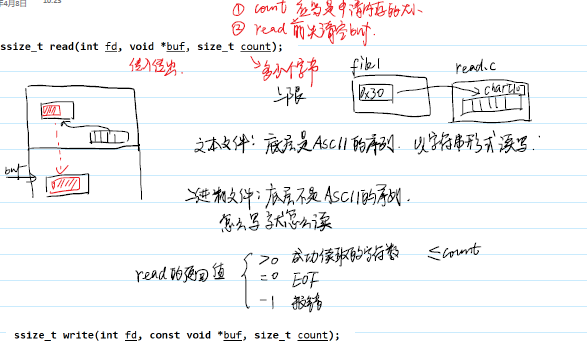 年4月8日 10:25
① count 应当是申请内存的大小
② read 前先清空buf.
ssize_t read(int fd, void *buf, size_t count);
传入传出.
多少个字节
上限
file1
read.c
0x30
char[10]
buf
文本文件: 底层是ASCII的序列. 以字符串形式读写.
二进制文件: 底层不是ASCII的序列.
怎么写就怎么读
read的返回值
>0 成功读取的字符数 ≤count
=0 EOF
-1 报错
ssize_t write(int fd, const void *buf, size_t count);